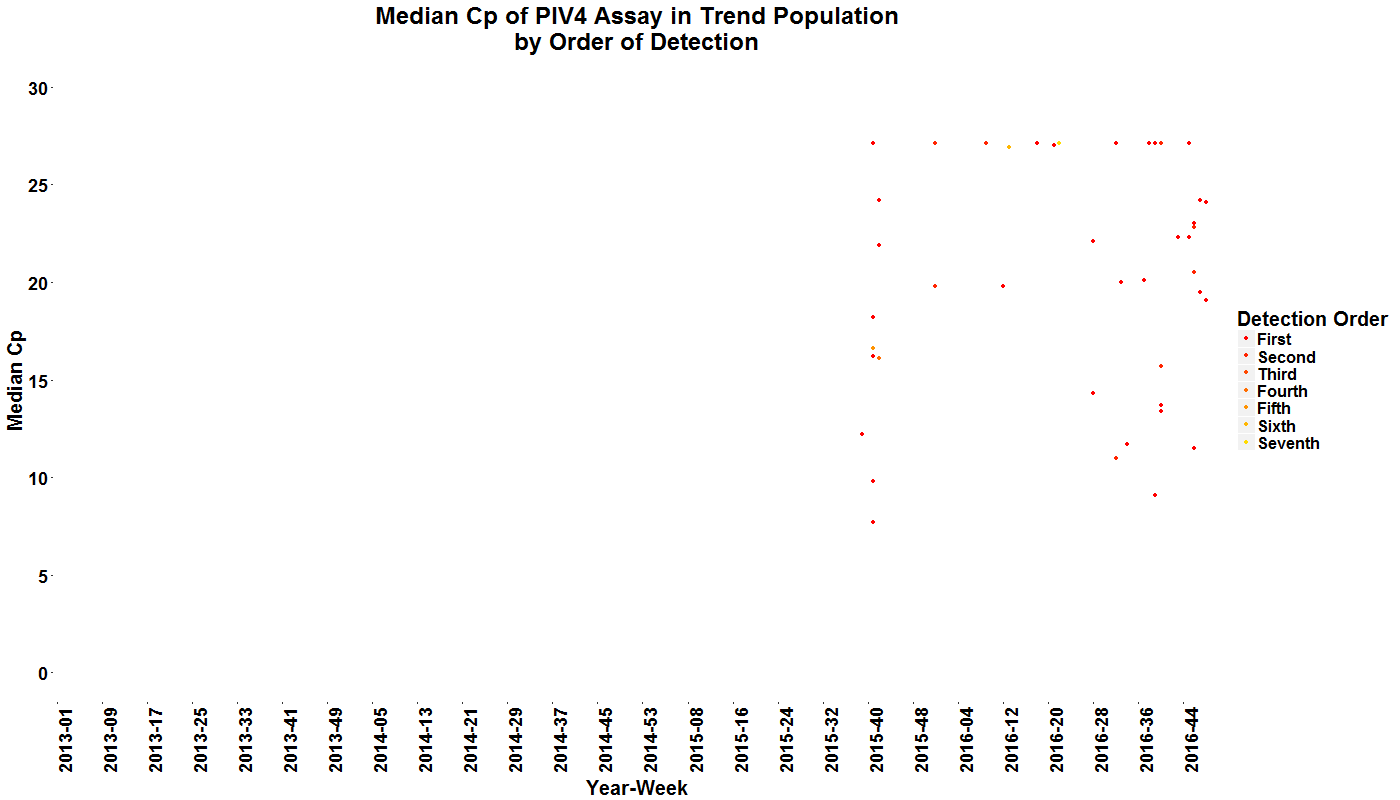 Median Cp of PIV4 Assay in Trend Population
by Order of Detection
30
25
20
15
10
5
0
Median Cp
2013-01
2013-09
2013-17
2013-25
2013-33
2013-41
2013-49
2014-05
2014-13
2014-21
2014-29
2014-37
2014-45
2014-53
2015-08
2015-16
2015-24
2015-32
2015-40
2015-48
2016-04
2016-12
2016-20
2016-28
2016-36
2016-44
Year-Week
Detection Order
First
Second
Third
Fourth
Fifth
Sixth
Seventh